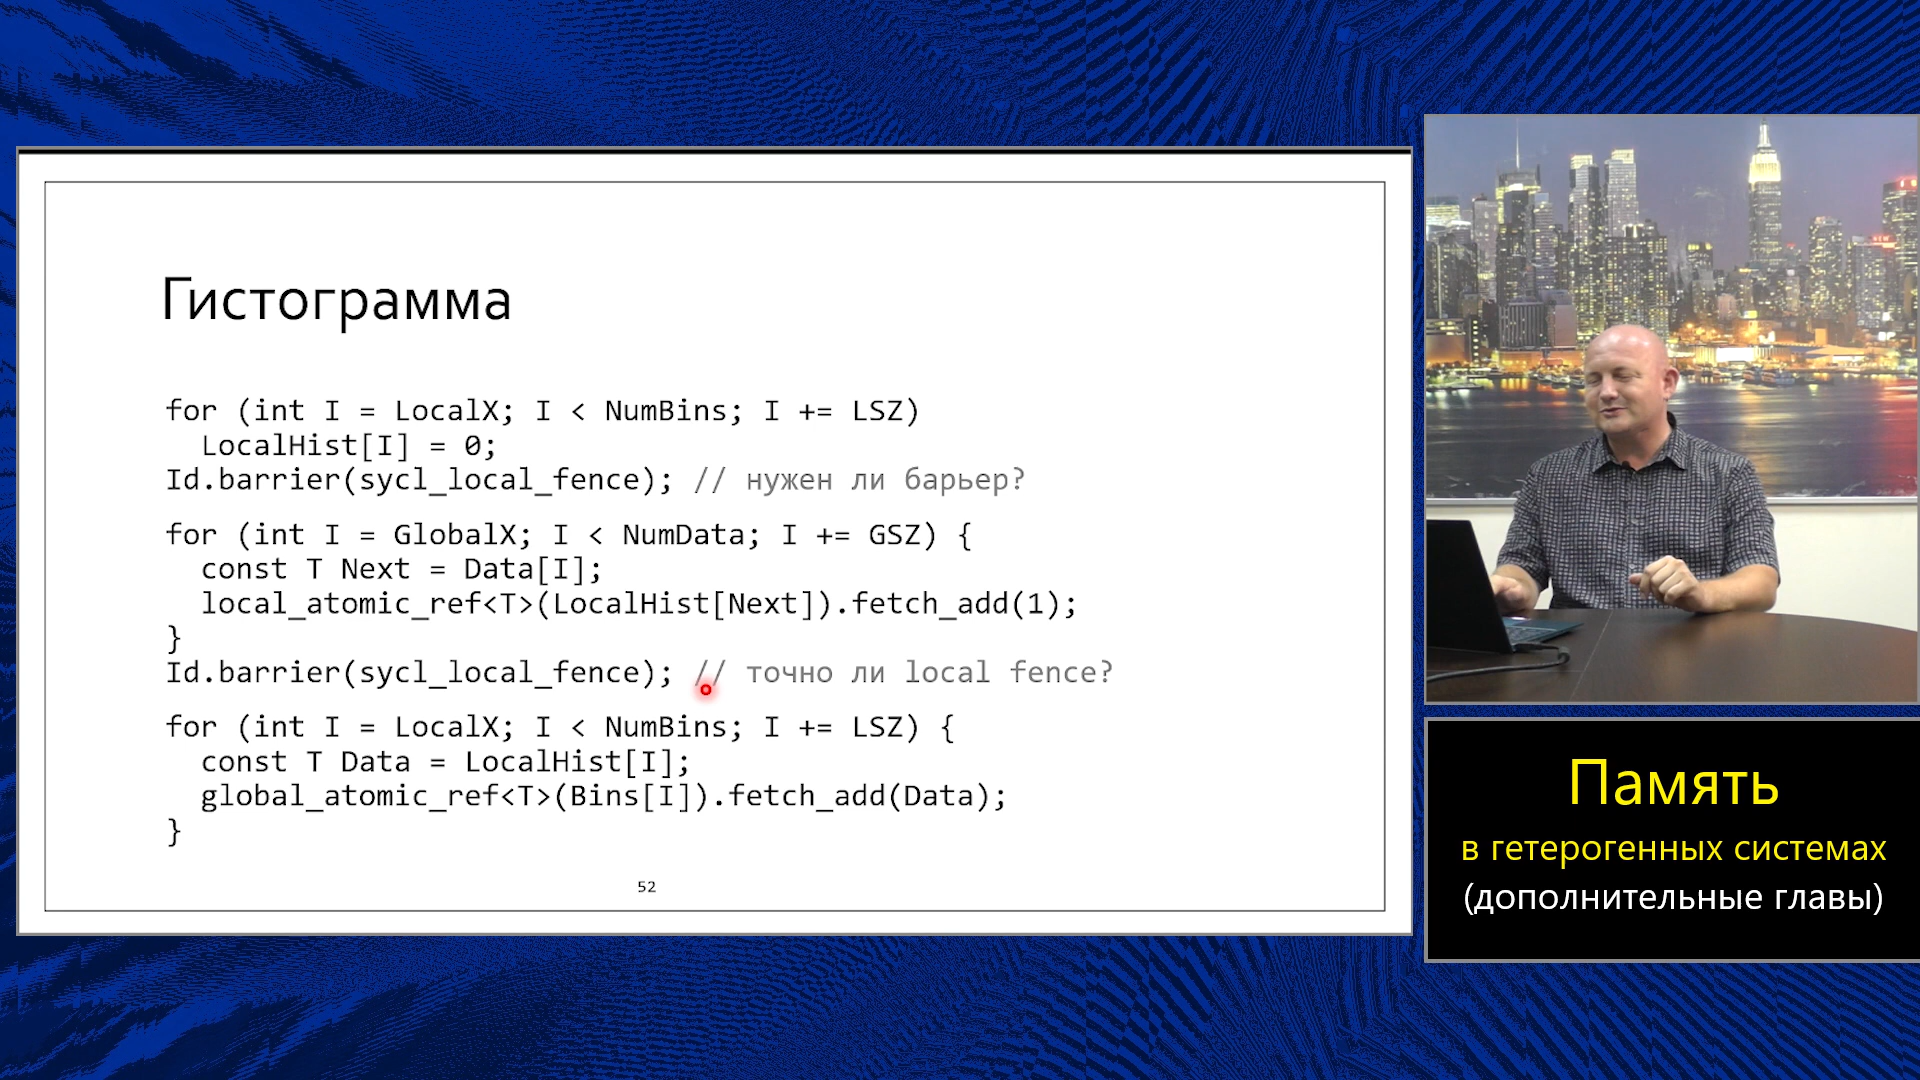 Гистограмма
for (int I = LocalX; I < NumBins; I += LSZ)
  LocalHist[I] = 0;
Id.barrier(sycl_local_fence); // нужен ли барьер?
for (int I = GlobalX; I < NumData; I += GSZ) {
  const T Next = Data[I];
  local_atomic_ref<T>(LocalHist[Next]).fetch_add(1);
}
Id.barrier(sycl_local_fence); // точно ли local fence?
for (int I = LocalX; I < NumBins; I += LSZ) {
  const T Data = LocalHist[I];
  global_atomic_ref<T>(Bins[I]).fetch_add(Data);
}
52
Память
в гетерогенных системах
(дополнительные главы)